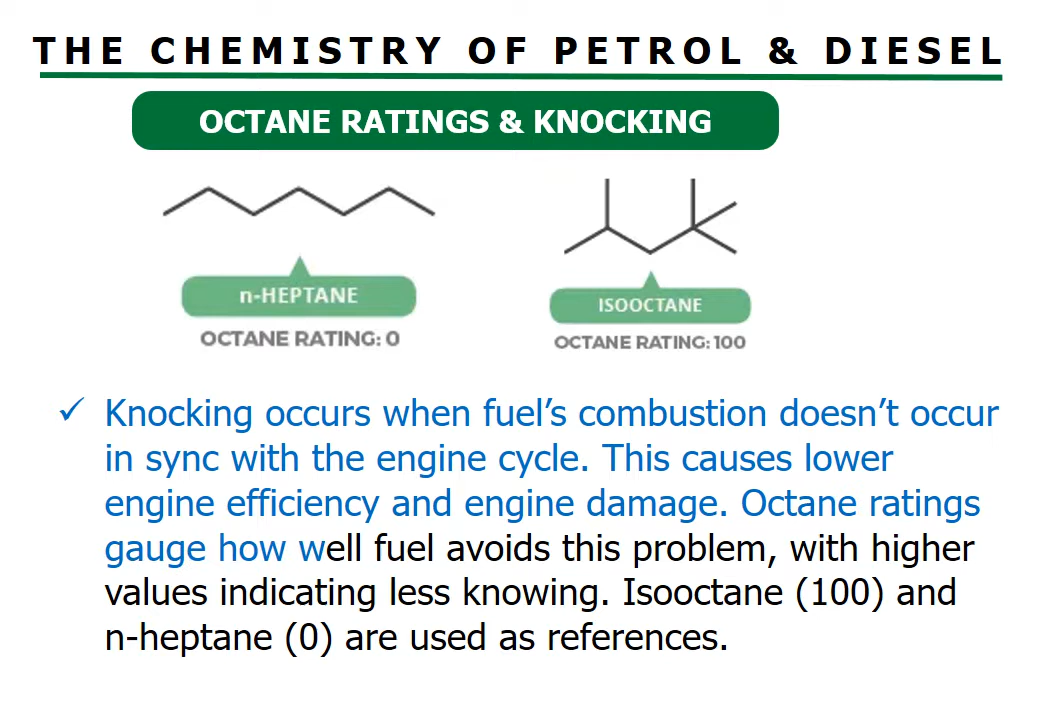 THE CHEMISTRY OF PETROL & DIESEL
OCTANE RATINGS & KNOCKING
n-HEPTANE
OCTANE RATING: 0
ISOOCTANE
OCTANE RATING: 100
✓ Knocking occurs when fuel’s combustion doesn’t occur
in sync with the engine cycle. This causes lower
engine efficiency and engine damage. Octane ratings
gauge how well fuel avoids this problem, with higher
values indicating less knowing. Isooctane (100) and
n-heptane (0) are used as references.